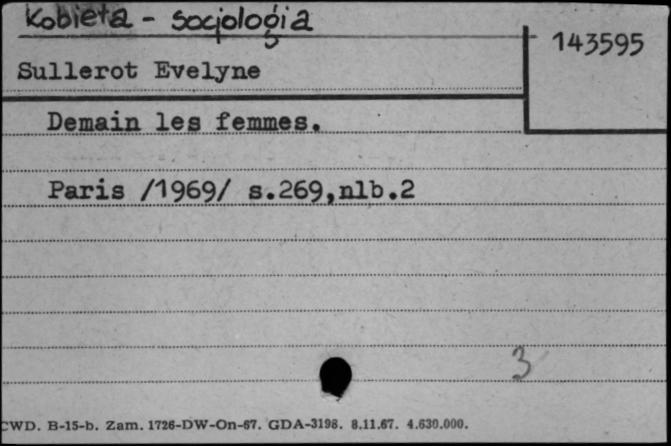 Kobieta - socjologia
143595
Sullerot Evelyne
Demain les femmes.
Paris /1969/ s.269,nlb.2
3
CWD. B-15-b. Zam. 1726-DW-On-67. GDA-3198. 8.11.67. 4.630.000.